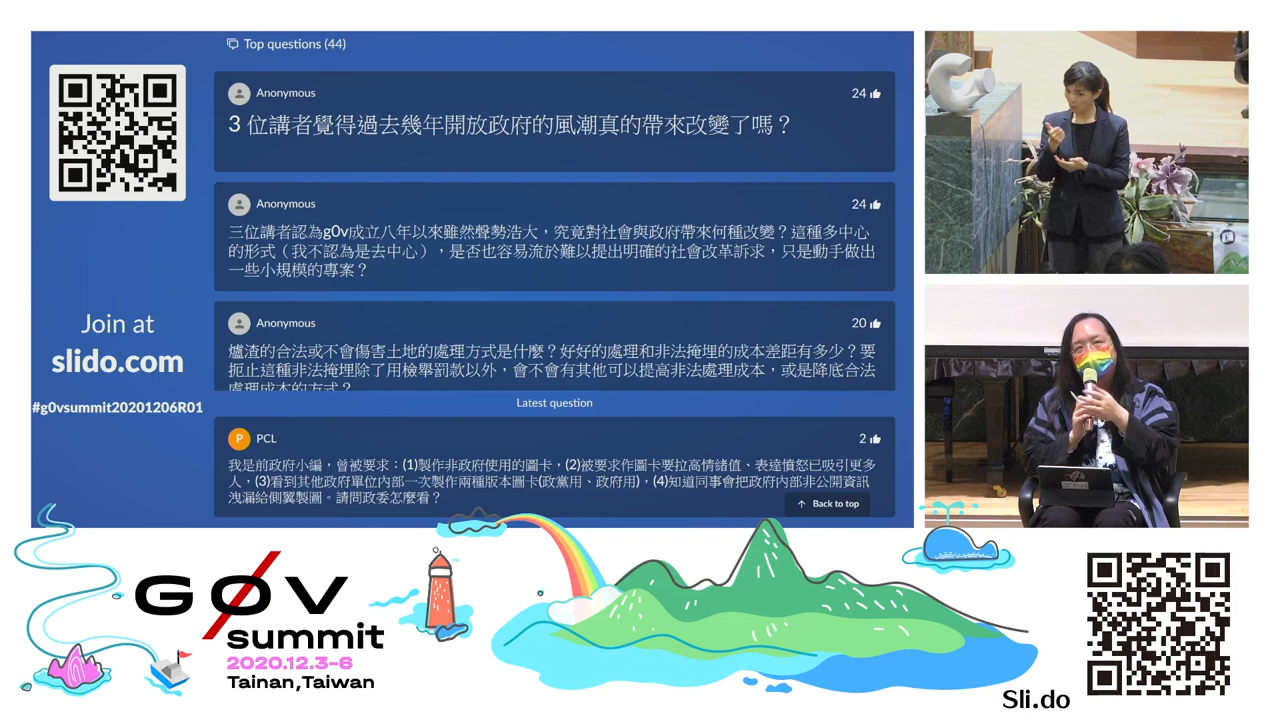 Top questions (44)
Anonymous
24
3 位講者覺得過去幾年開放政府的風潮真的帶來改變了嗎？
Anonymous
24
三位講者認為g0v成立八年以來雖然聲勢浩大，究竟對社會與政府帶來何種改變？這種多中心
的形式（我不認為是去中心），是否也容易流於難以提出明確的社會改革訴求，只是動手做出
一些小規模的專案？
Anonymous
20
爐渣的合法或不會傷害土地的處理方式是什麼？好好的處理和非法掩埋的成本差距有多少？要
扼止這種非法掩埋除了用檢舉罰款以外，會不會有其他可以提高非法處理成本，或是降底合法
處理成本的方式？
Latest question
PCL
2
我是前政府小編，曾被要求：(1)製作非政府使用的圖卡，(2)被要求作圖卡要拉高情緒值、表達憤怒已吸引更多
人，(3)看到其他政府單位內部一次製作兩種版本圖卡(政黨用、政府用)，(4)知道同事會把政府內部非公開資訊
洩漏給側翼製圖。請問政委怎麼看？
Back to top
Join at
slido.com
#g0vsummit20201206R01
GØV
summit
2020.12.3-6
Tainan,Taiwan
Sli.do